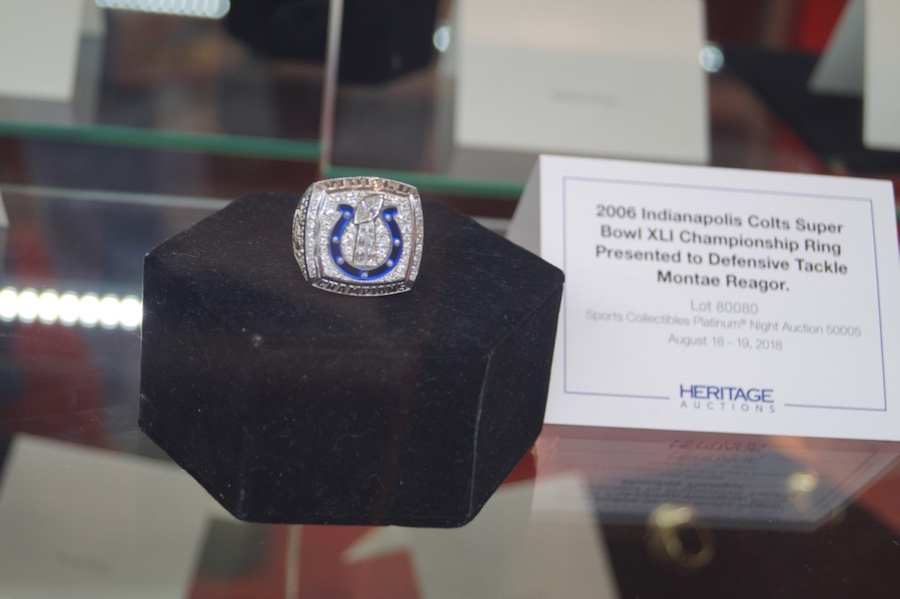 CHAMPIONS
2006 Indianapolis Colts Super
Bowl XLI Championship Ring
Presented to Defensive Tackle
Montae Reagor.
Lot 80080
Sports Collectibles Platinum® Night Auction 50005
August 18 - 19, 2018
HERITAGE
AUCTIONS